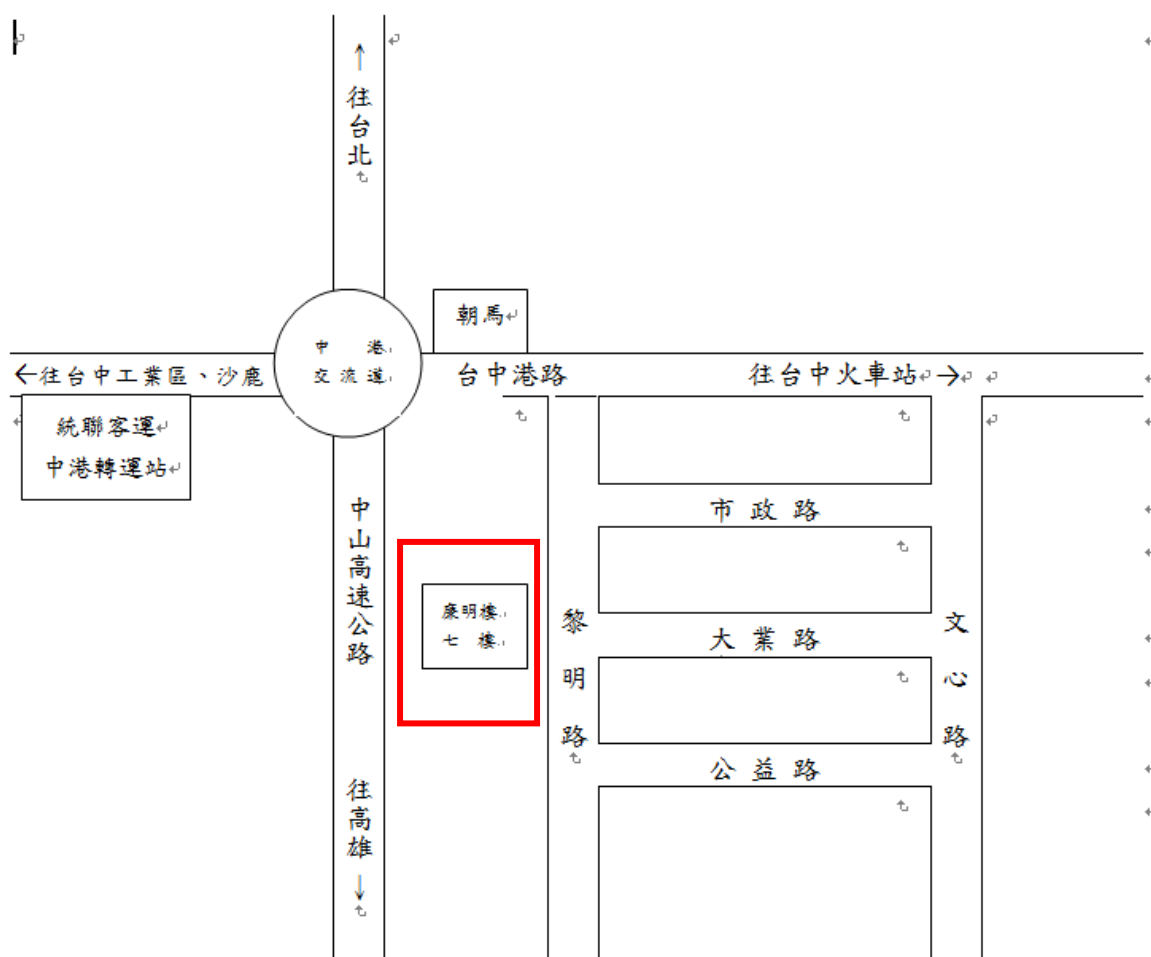 ↑
往台北
朝馬
中 港
交 流 道
←往台中工業區、沙鹿
台中港路
往台中火車站→
統聯客運
中港轉運站
中山高速公路
市 政 路
廉明樓
七 樓
黎明路
大 業 路
文心路
公 益 路
往高雄
↓